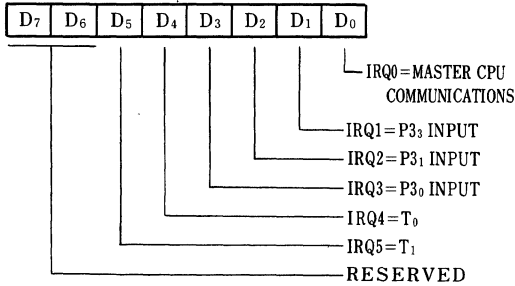 D₇ D₆ D₅ D₄ D₃ D₂ D₁ D₀
IRQ0=MASTER CPU
COMMUNICATIONS
IRQ1=P3₃ INPUT
IRQ2=P3₁ INPUT
IRQ3=P3₀ INPUT
IRQ4=T₀
IRQ5=T₁
RESERVED